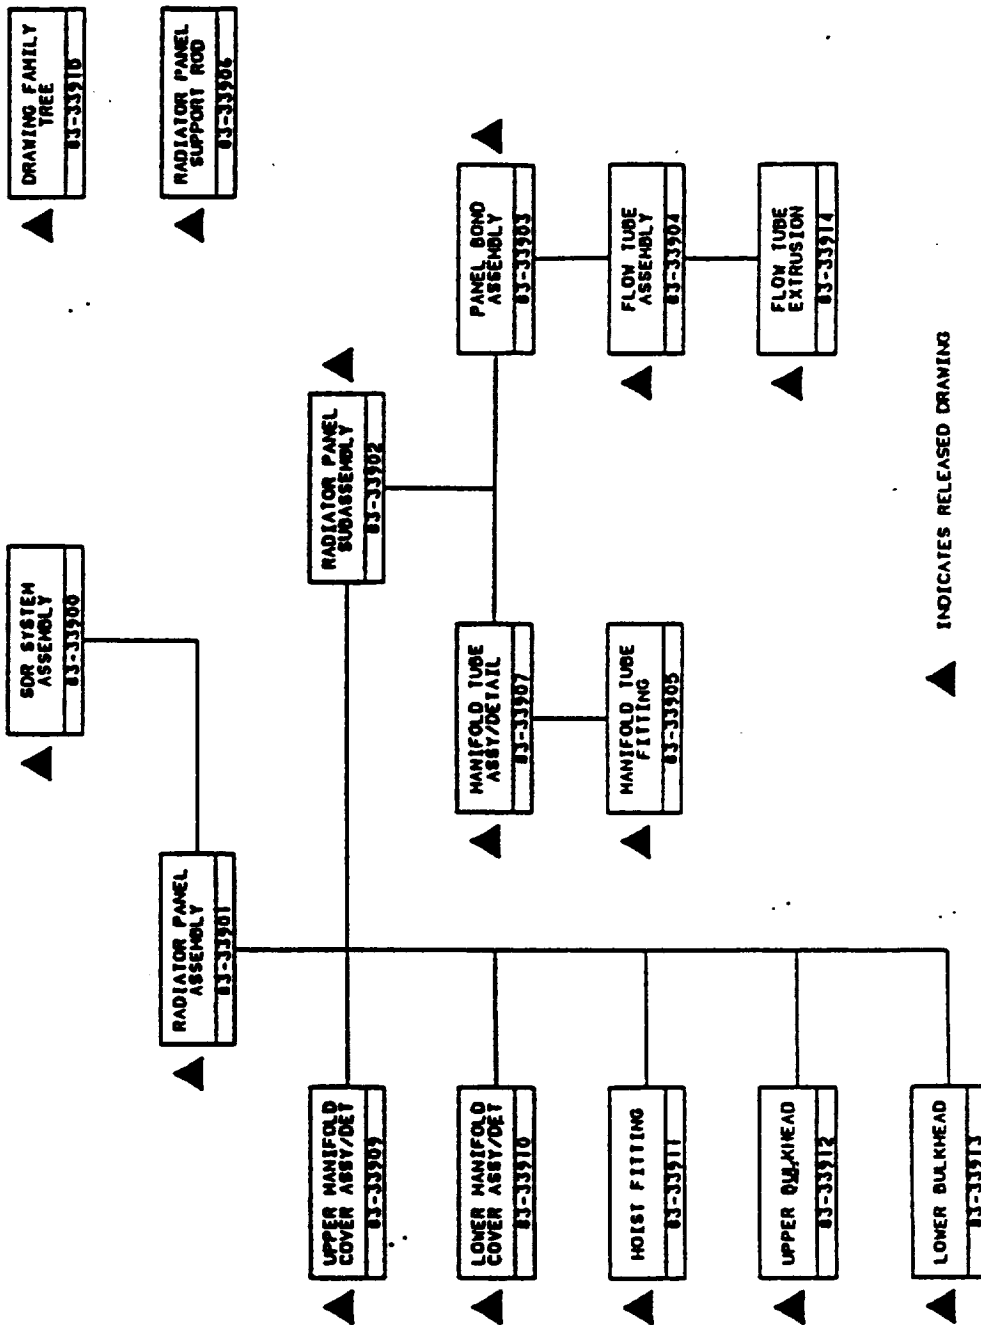 SDR SYSTEM
ASSEMBLY
83-33900
DRAWING FAMILY
TREE
83-33918
RADIATOR PANEL
ASSEMBLY
83-33901
RADIATOR PANEL
SUPPORT ROD
83-33906
UPPER MANIFOLD
COVER ASSY/DET
83-33909
RADIATOR PANEL
SUBASSEMBLY
83-33902
LOWER MANIFOLD
COVER ASSY/DET
83-33910
MANIFOLD TUBE
ASSY/DETAIL
83-33907
PANEL BOND
ASSEMBLY
83-33903
HOIST FITTING
83-33911
MANIFOLD TUBE
FITTING
83-33905
FLOW TUBE
ASSEMBLY
83-33904
UPPER BULKHEAD
83-33912
FLOW TUBE
EXTRUSION
83-33914
LOWER BULKHEAD
83-33913
INDICATES RELEASED DRAWING